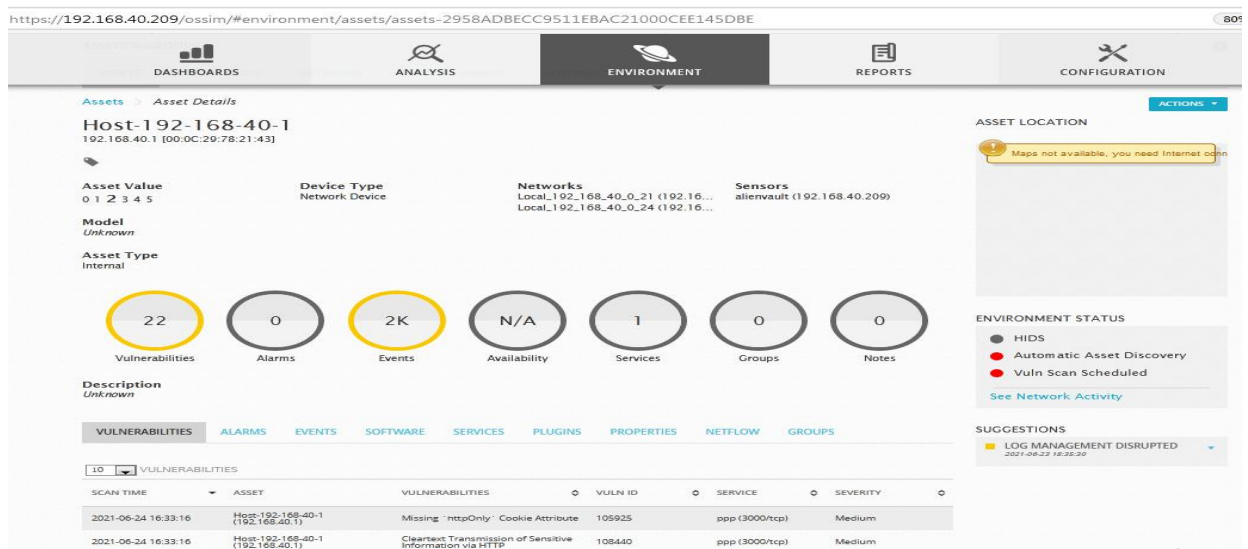 https://192.168.40.209/ossim/#environment/assets/assets-2958ADBECC9511EBAC21000CEE145DBE
80%
DASHBOARDS
ANALYSIS
ENVIRONMENT
REPORTS
CONFIGURATION
Assets Asset Details
ACTIONS
Host-192-168-40-1
192.168.40.1 [00:0C:29:78:21:43]
ASSET LOCATION
Maps not available, you need Internet conn
Asset Value
0 1 2 3 4 5
Device Type
Network Device
Networks
Local_192_168_40_0_21 (192.16...
Local_192_168_40_0_24 (192.16...
Sensors
alienvault (192.168.40.209)
Model
Unknown
Asset Type
Internal
22
Vulnerabilities
0
Alarms
2K
Events
N/A
Availability
1
Services
0
Groups
0
Notes
ENVIRONMENT STATUS
HIDS
Automatic Asset Discovery
Vuln Scan Scheduled
See Network Activity
Description
Unknown
SUGGESTIONS
LOG MANAGEMENT DISRUPTED
2021-06-23 18:35:30
VULNERABILITIES ALARMS EVENTS SOFTWARE SERVICES PLUGINS PROPERTIES NETFLOW GROUPS
10 VULNERABILITIES
SCAN TIME ASSET VULNERABILITIES VULN ID SERVICE SEVERITY
2021-06-24 16:33:16 Host-192-168-40-1 (192.168.40.1) Missing `httpOnly` Cookie Attribute 105925 ppp (3000/tcp) Medium
2021-06-24 16:33:16 Host-192-168-40-1 (192.168.40.1) Cleartext Transmission of Sensitive Information via HTTP 108440 ppp (3000/tcp) Medium